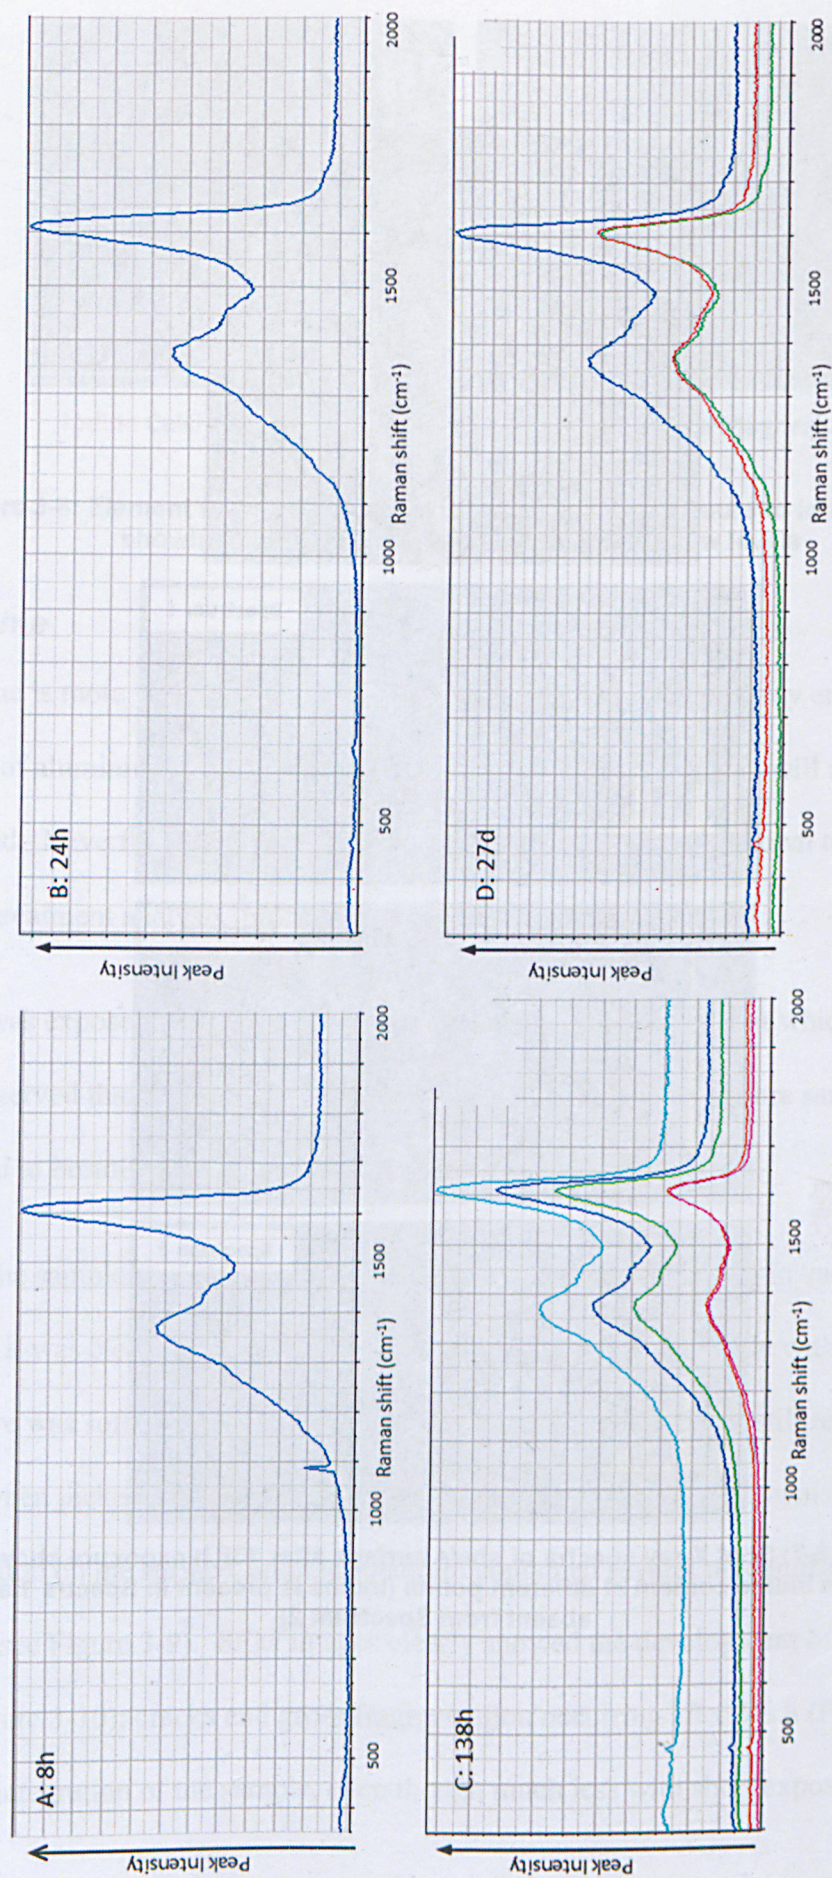 A: 8h
Peak Intensity
500
1000
1500
2000
Raman shift (cm⁻¹)
B: 24h
Peak Intensity
500
1000
1500
2000
Raman shift (cm⁻¹)
C: 138h
Peak Intensity
500
1000
1500
2000
Raman shift (cm⁻¹)
D: 27d
Peak Intensity
500
1000
1500
2000
Raman shift (cm⁻¹)